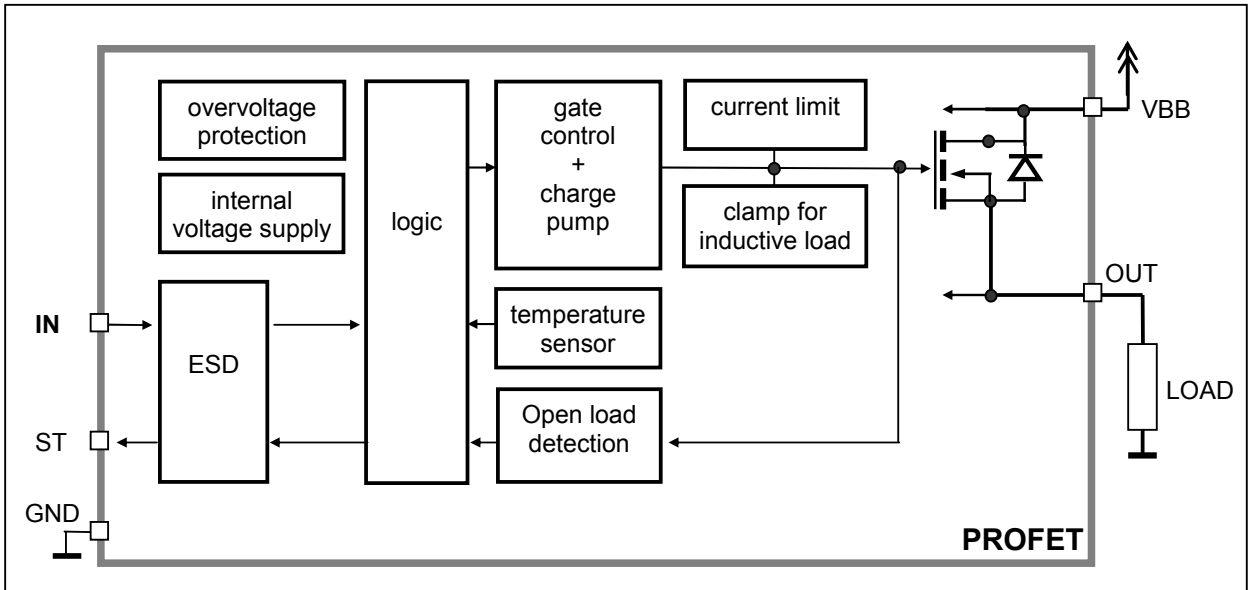 overvoltage
protection
internal
voltage supply
logic
gate
control
+
charge
pump
current limit
clamp for
inductive load
VBB
OUT
IN
ESD
temperature
sensor
LOAD
ST
Open load
detection
GND
PROFET